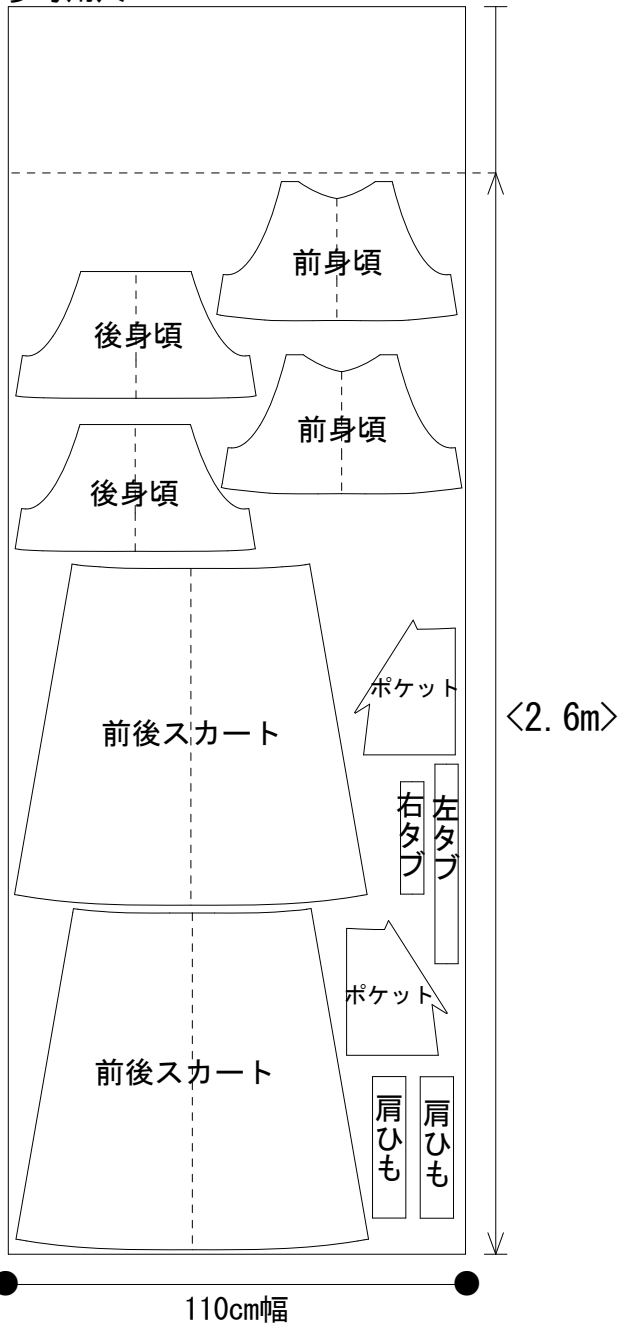 前身頃
後身頃
前身頃
後身頃
ポケット
前後スカート
<2.6m>
右タブ
左タブ
ポケット
前後スカート
肩ひも
肩ひも
110cm幅